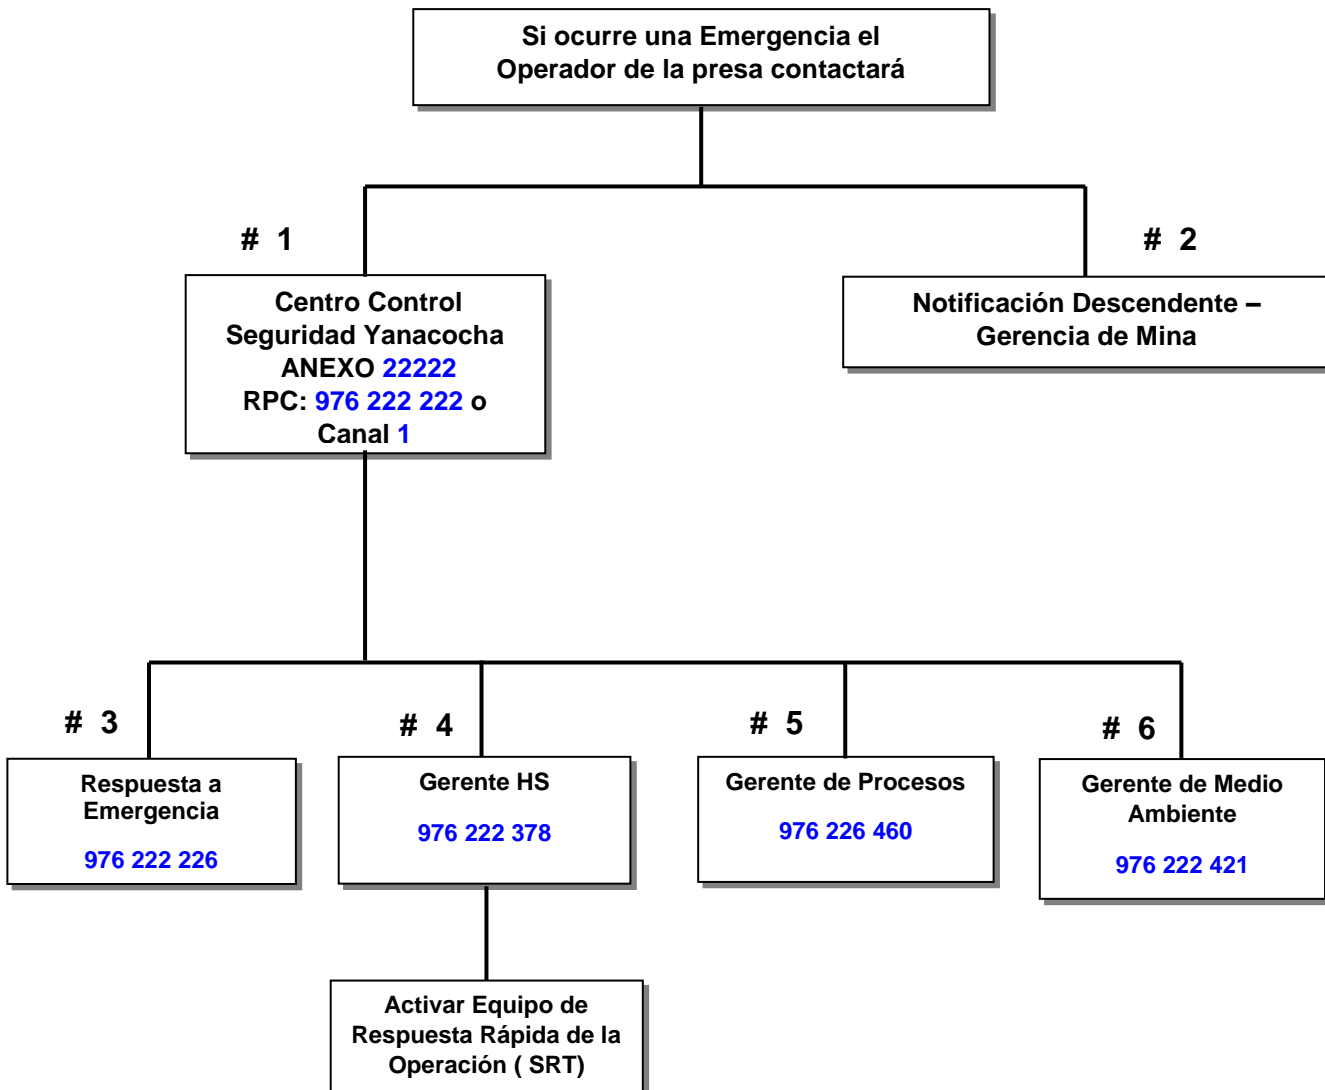 Si ocurre una Emergencia el
Operador de la presa contactará
# 1
# 2
Centro Control
Seguridad Yanacocha
ANEXO 22222
RPC: 976 222 222 o
Canal 1
Notificación Descendente –
Gerencia de Mina
# 3
# 4
# 5
# 6
Respuesta a
Emergencia
976 222 226
Gerente HS
976 222 378
Gerente de Procesos
976 226 460
Gerente de Medio
Ambiente
976 222 421
Activar Equipo de
Respuesta Rápida de la
Operación ( SRT)